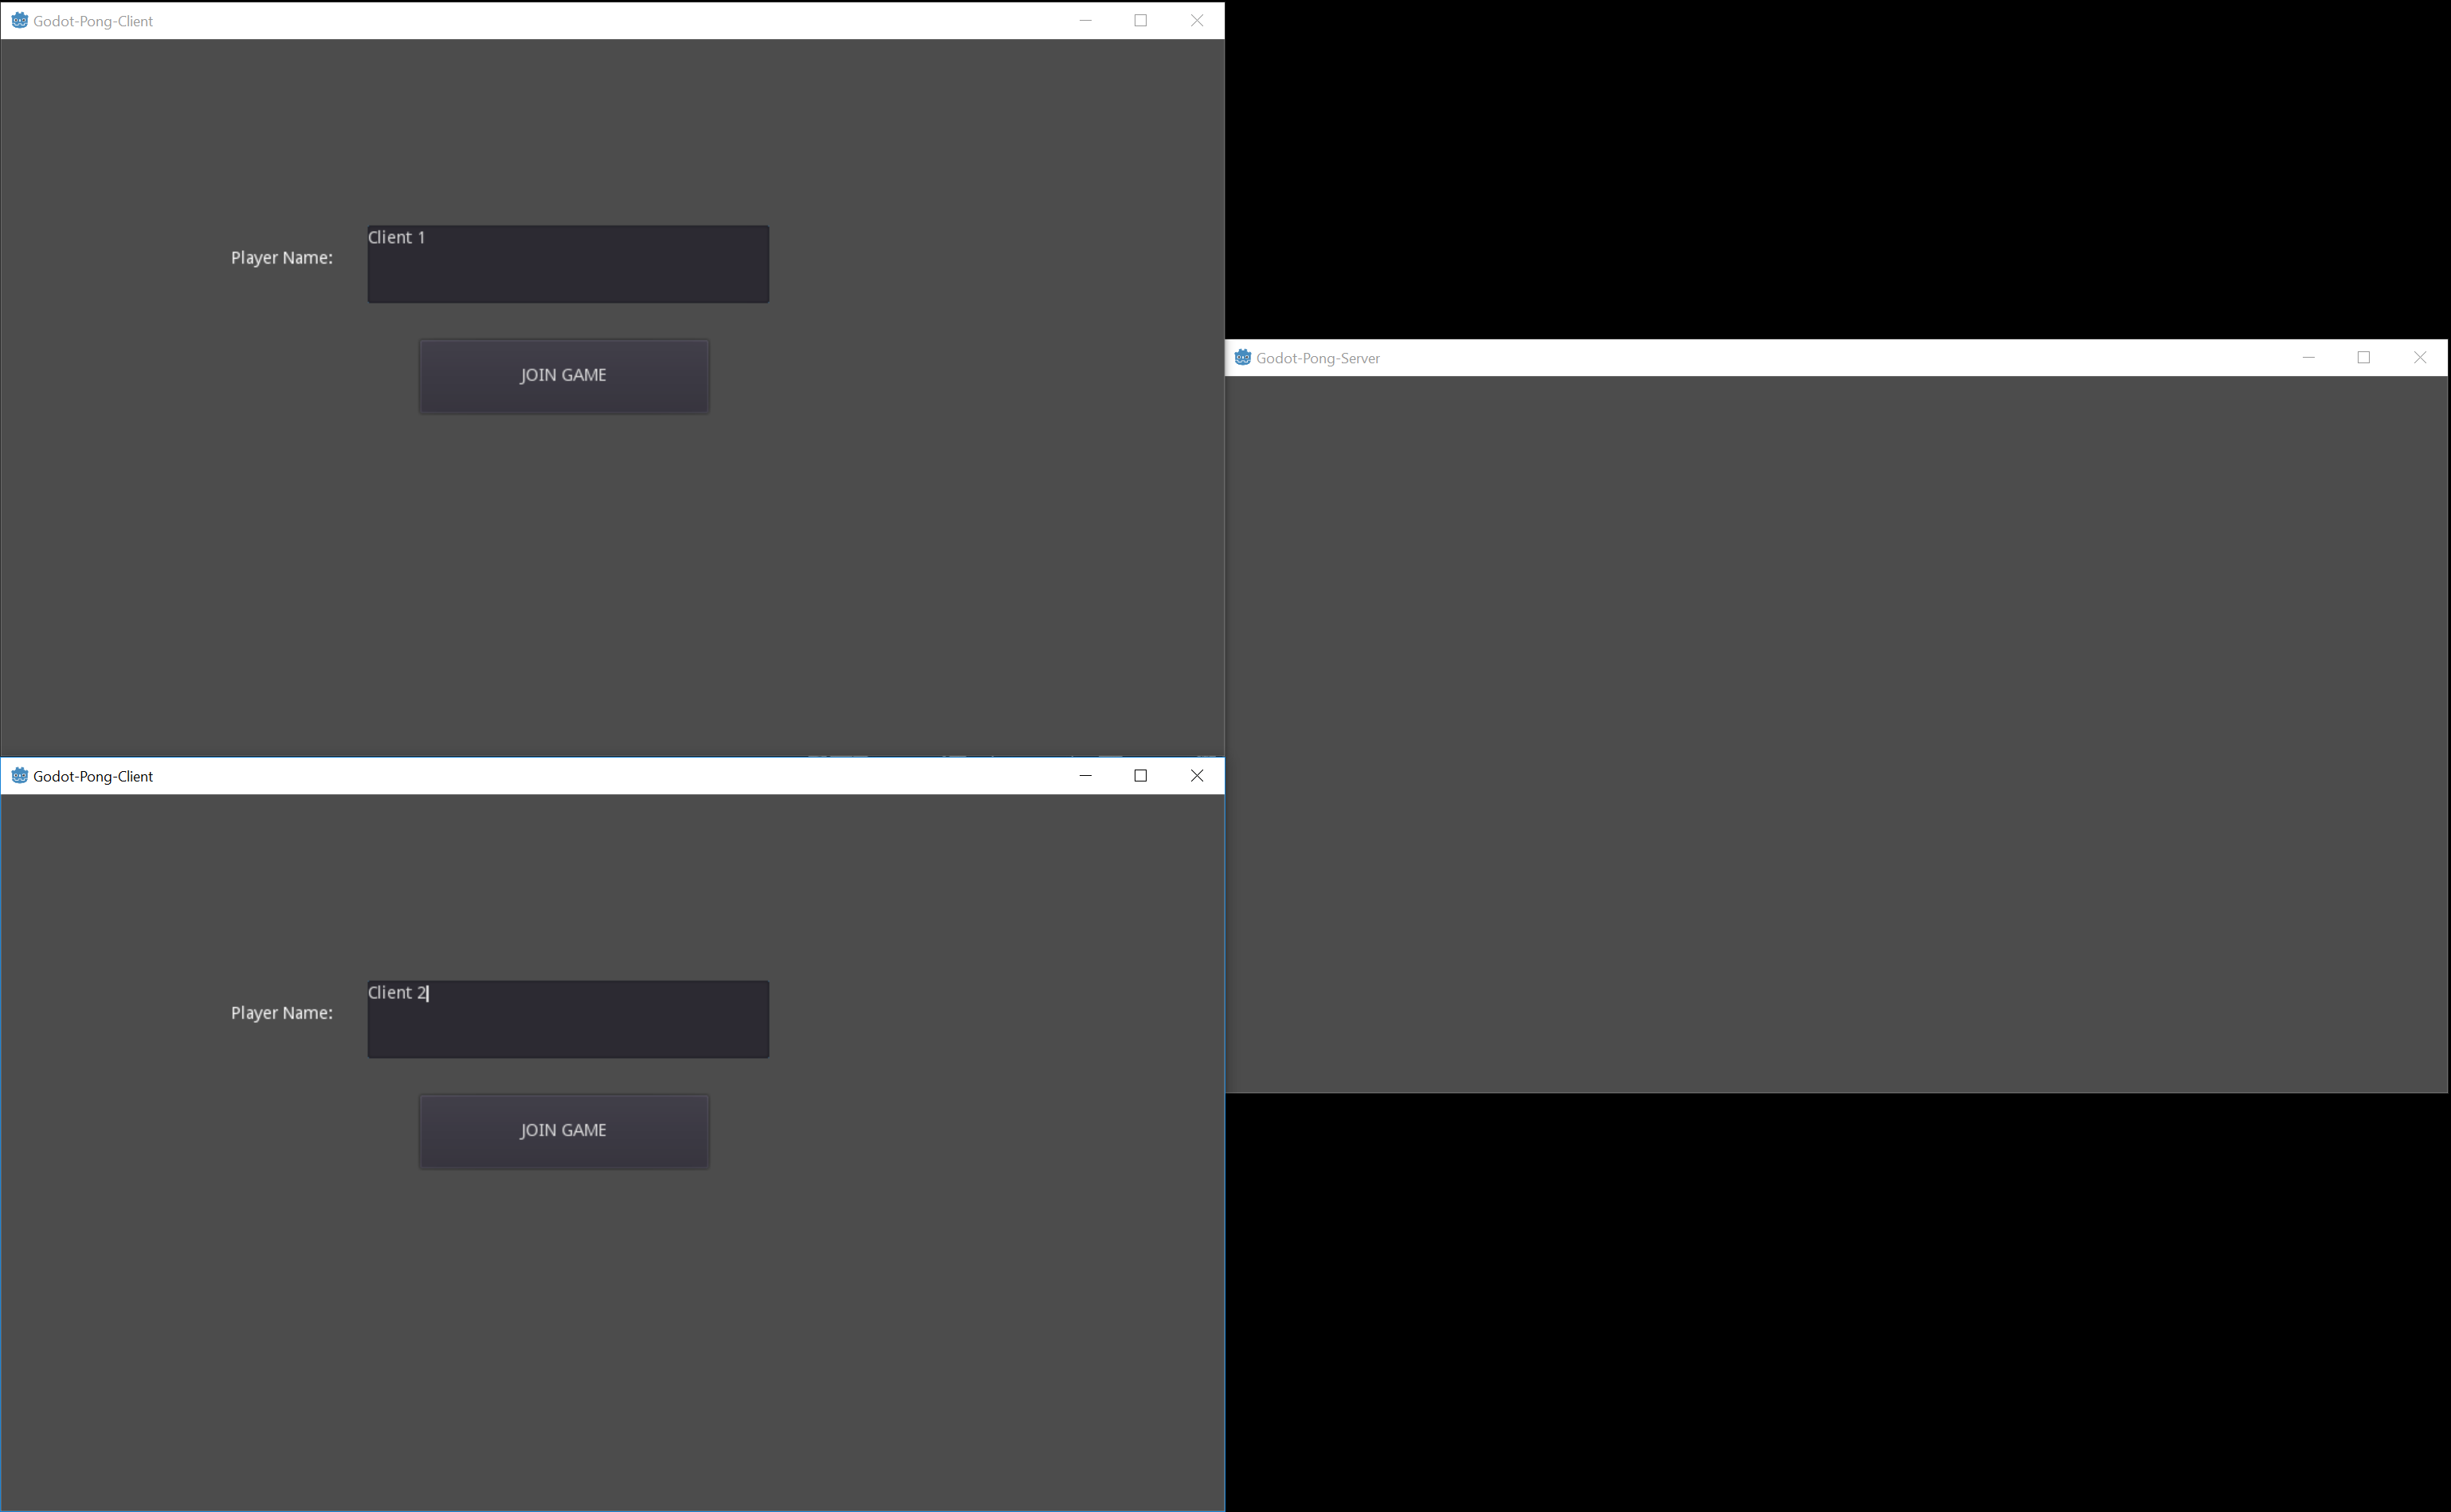 Godot-Pong-Client
Player Name:
Client 1
JOIN GAME
Godot-Pong-Server
Godot-Pong-Client
Player Name:
Client 2
JOIN GAME